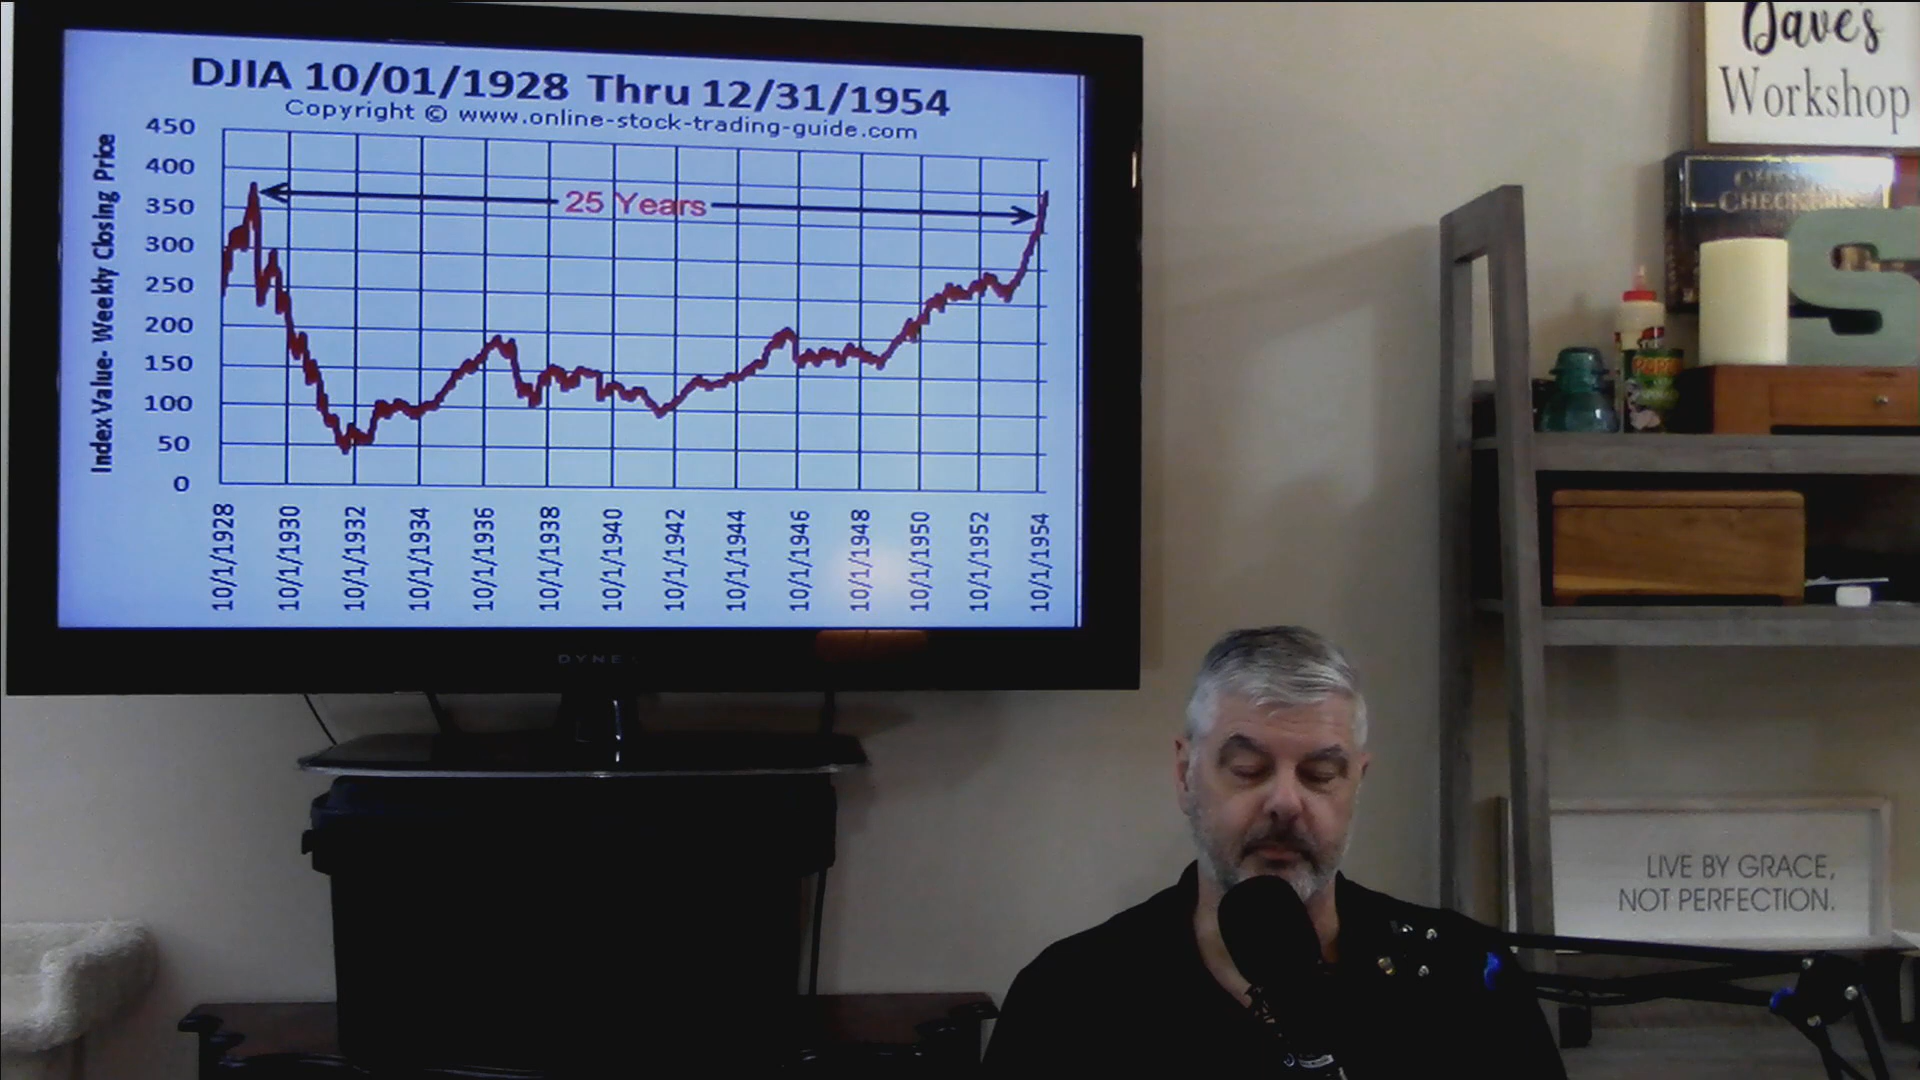 DJIA 10/01/1928 Thru 12/31/1954
Copyright © www.online-stock-trading-guide.com
Index Value- Weekly Closing Price
450
400
350
300
250
200
150
100
50
0
25 Years
10/1/1928
10/1/1930
10/1/1932
10/1/1934
10/1/1936
10/1/1938
10/1/1940
10/1/1942
10/1/1944
10/1/1946
10/1/1948
10/1/1950
10/1/1952
10/1/1954
Dave's
Workshop
CHECKERS
S
LIVE BY GRACE,
NOT PERFECTION.